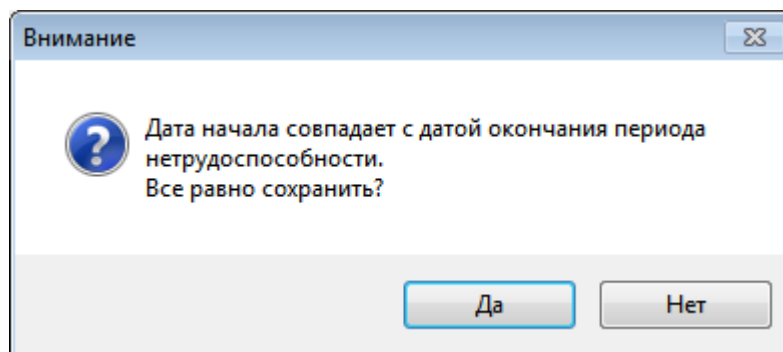 Внимание
Дата начала совпадает с датой окончания периода
нетрудоспособности.
Все равно сохранить?
Да
Нет